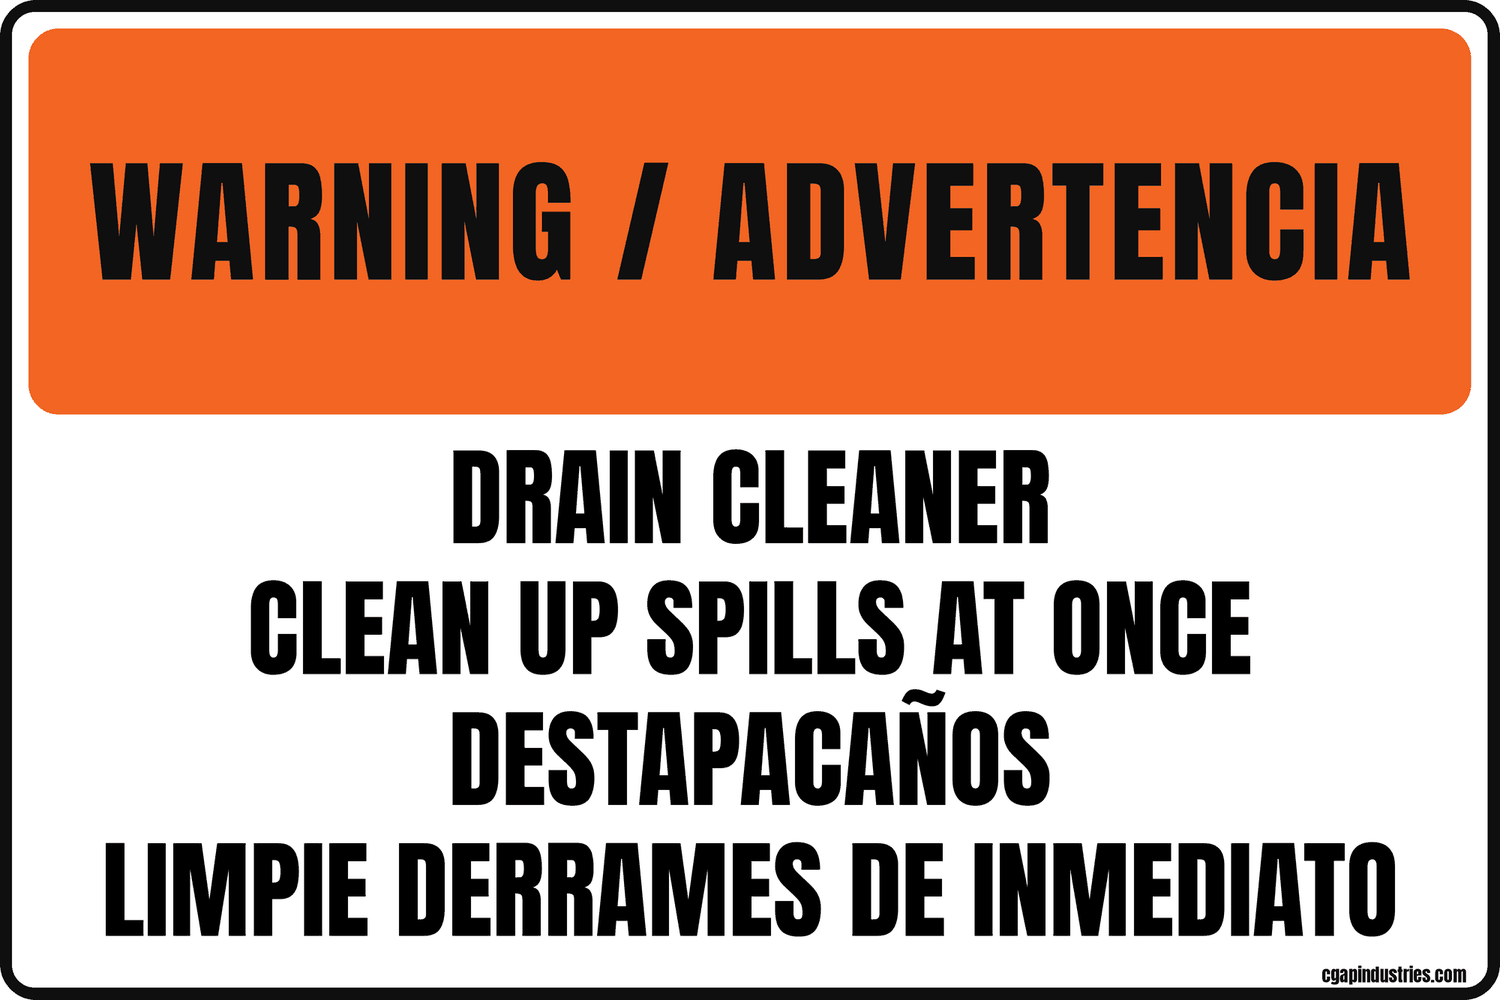 WARNING / ADVERTENCIA
DRAIN CLEANER
CLEAN UP SPILLS AT ONCE
DESTAPACAÑOS
LIMPIE DERRAMES DE INMEDIATO
cgapindustries.com